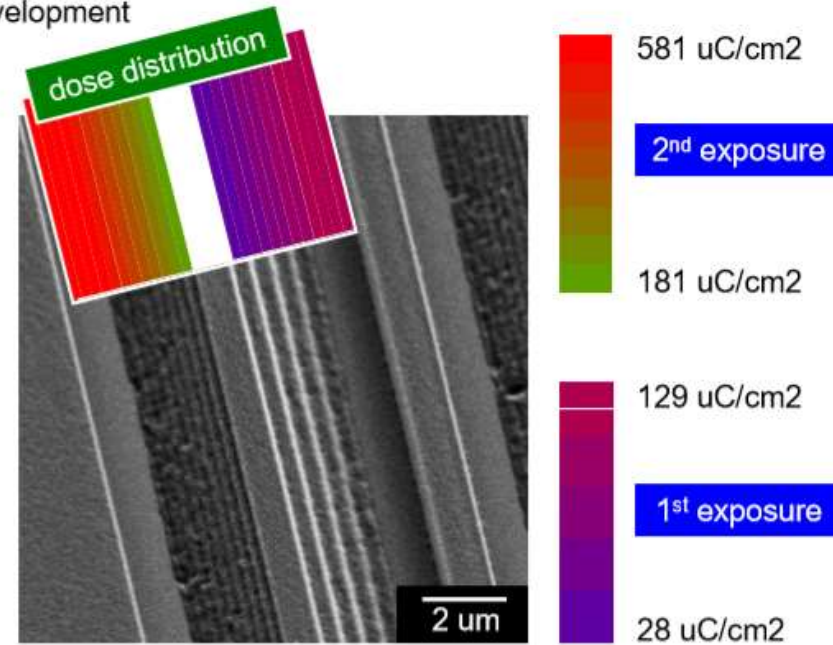 dose distribution
581 uC/cm2
2nd exposure
181 uC/cm2
129 uC/cm2
1st exposure
28 uC/cm2
2 um